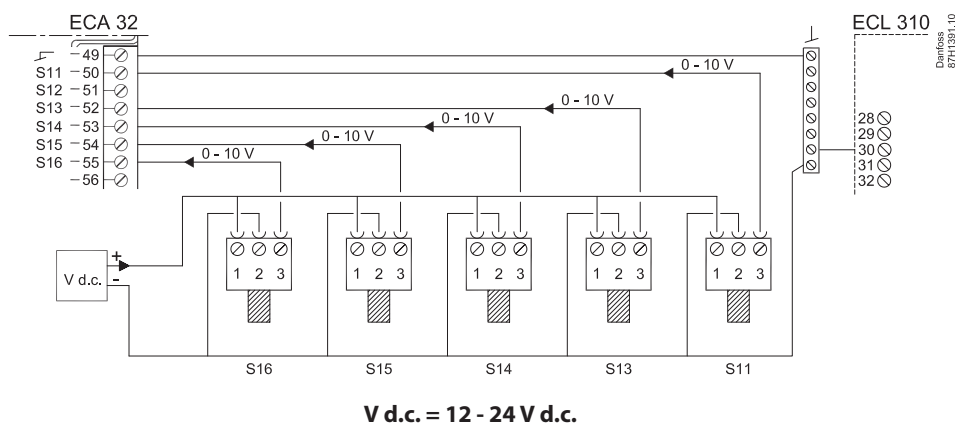 ECA 32
ECL 310
Danfoss
87H1391.10
49
S11 50
S12 51
S13 52
S14 53
S15 54
S16 55
56
0 - 10 V
0 - 10 V
0 - 10 V
0 - 10 V
0 - 10 V
28
29
30
31
32
+
V d.c.
-
1 2 3
1 2 3
1 2 3
1 2 3
1 2 3
S16 S15 S14 S13 S11
V d.c. = 12 - 24 V d.c.